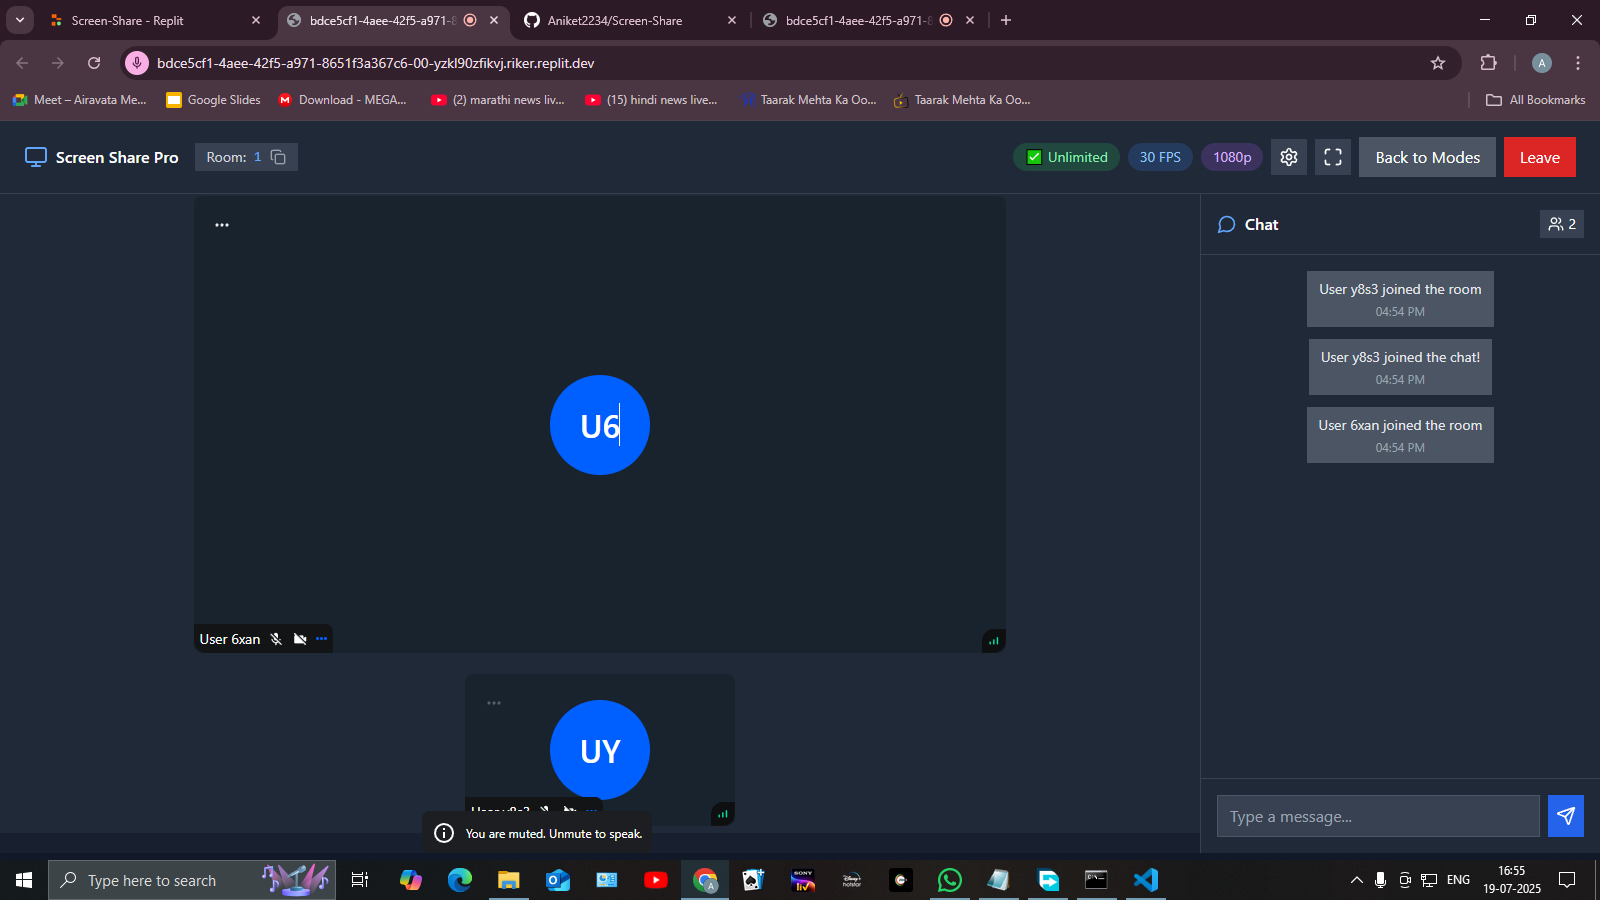 Screen-Share - Replit
bdce5cf1-4aee-42f5-a971-8
Aniket2234/Screen-Share
bdce5cf1-4aee-42f5-a971-8
bdce5cf1-4aee-42f5-a971-8651f3a367c6-00-yzkl90zfikvj.riker.replit.dev
A
Meet – Airavata Me...
Google Slides
Download - MEGA...
(2) marathi news liv...
(15) hindi news live...
Taarak Mehta Ka Oo...
Taarak Mehta Ka Oo...
All Bookmarks
Screen Share Pro
Room: 1
✅ Unlimited
30 FPS
1080p
Back to Modes
Leave
U6
User 6xan
UY
User y8s3
You are muted. Unmute to speak.
Chat
2
User y8s3 joined the room
04:54 PM
User y8s3 joined the chat!
04:54 PM
User 6xan joined the room
04:54 PM
Type a message...
Type here to search
ENG
16:55
19-07-2025